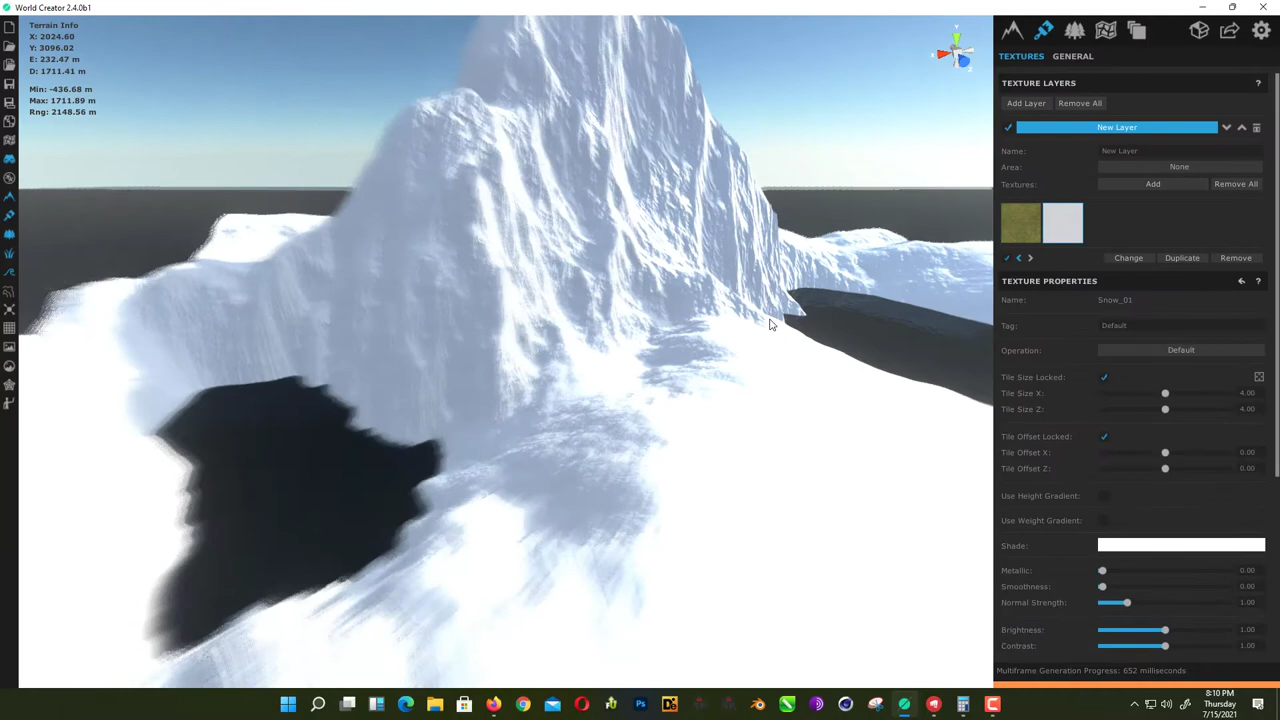 World Creator 2.4.0b1
Terrain Info
X: 2024.60
Y: 3096.02
E: 232.47 m
D: 1711.41 m
Min: -436.68 m
Max: 1711.89 m
Rng: 2148.56 m
Y
X
Z
TEXTURES GENERAL
TEXTURE LAYERS ?
Add Layer Remove All
New Layer
Name: New Layer
Area: None
Textures: Add Remove All
Change Duplicate Remove
TEXTURE PROPERTIES ?
Name: Snow_01
Tag: Default
Operation: Default
Tile Size Locked:
Tile Size X: 4.00
Tile Size Z: 4.00
Tile Offset Locked:
Tile Offset X: 0.00
Tile Offset Z: 0.00
Use Height Gradient:
Use Weight Gradient:
Shade:
Metallic: 0.00
Smoothness: 0.00
Normal Strength: 1.00
Brightness: 1.00
Contrast: 1.00
Multiframe Generation Progress: 652 milliseconds
8:10 PM
Thursday
7/15/2021